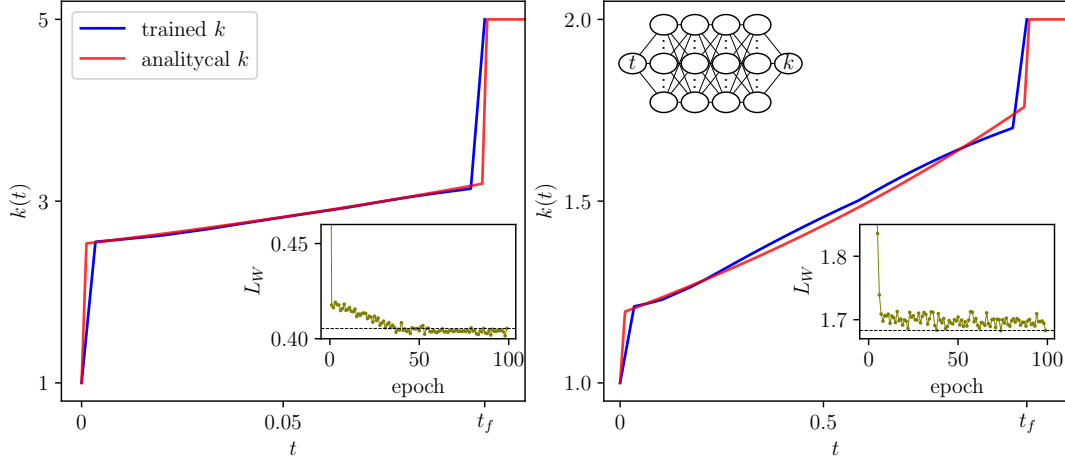 trained k
analitycal k
5
3
1
k(t)
0
0.05
t_f
t
0.45
0.40
L_W
0
50
100
epoch
t
k
2.0
1.5
1.0
k(t)
0
0.5
t_f
t
1.8
1.7
L_W
0
50
100
epoch